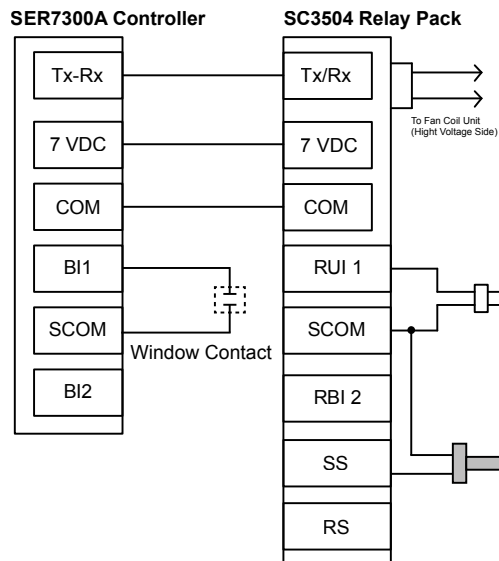 SER7300A Controller
SC3504 Relay Pack
Tx-Rx
Tx/Rx
To Fan Coil Unit
(Hight Voltage Side)
7 VDC
7 VDC
COM
COM
BI1
RUI 1
SCOM
SCOM
Window Contact
BI2
RBI 2
SS
RS